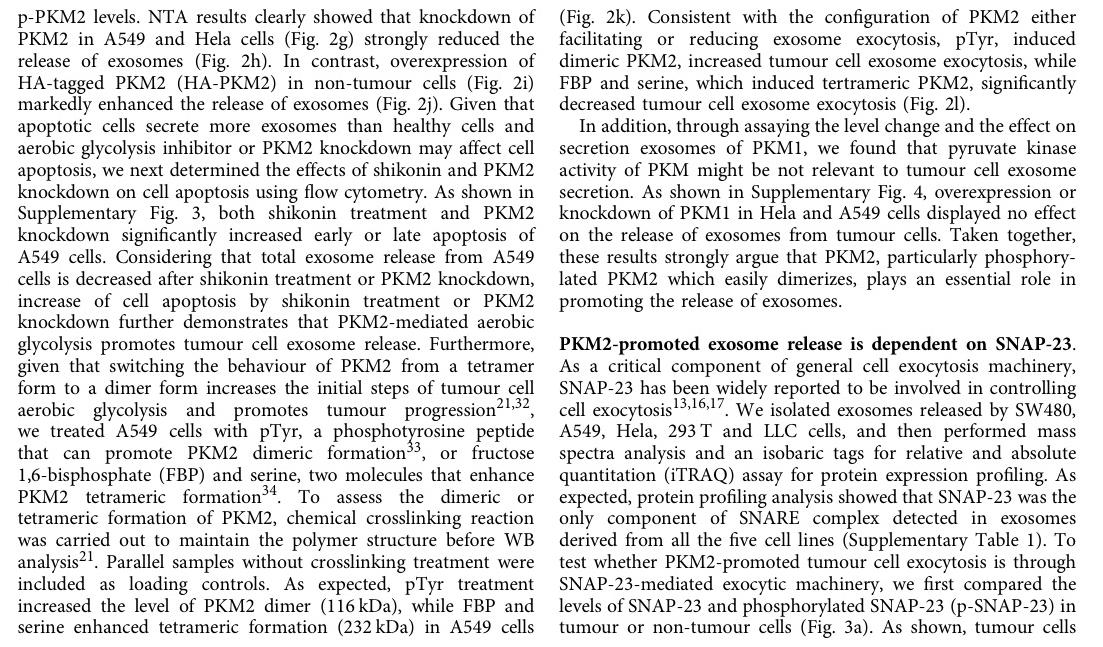 p-PKM2 levels. NTA results clearly showed that knockdown of
PKM2 in A549 and Hela cells (Fig. 2g) strongly reduced the
release of exosomes (Fig. 2h). In contrast, overexpression of
HA-tagged PKM2 (HA-PKM2) in non-tumour cells (Fig. 2i)
markedly enhanced the release of exosomes (Fig. 2j). Given that
apoptotic cells secrete more exosomes than healthy cells and
aerobic glycolysis inhibitor or PKM2 knockdown may affect cell
apoptosis, we next determined the effects of shikonin and PKM2
knockdown on cell apoptosis using flow cytometry. As shown in
Supplementary Fig. 3, both shikonin treatment and PKM2
knockdown significantly increased early or late apoptosis of
A549 cells. Considering that total exosome release from A549
cells is decreased after shikonin treatment or PKM2 knockdown,
increase of cell apoptosis by shikonin treatment or PKM2
knockdown further demonstrates that PKM2-mediated aerobic
glycolysis promotes tumour cell exosome release. Furthermore,
given that switching the behaviour of PKM2 from a tetramer
form to a dimer form increases the initial steps of tumour cell
aerobic glycolysis and promotes tumour progression21,32,
we treated A549 cells with pTyr, a phosphotyrosine peptide
that can promote PKM2 dimeric formation33, or fructose
1,6-bisphosphate (FBP) and serine, two molecules that enhance
PKM2 tetrameric formation34. To assess the dimeric or
tetrameric formation of PKM2, chemical crosslinking reaction
was carried out to maintain the polymer structure before WB
analysis21. Parallel samples without crosslinking treatment were
included as loading controls. As expected, pTyr treatment
increased the level of PKM2 dimer (116 kDa), while FBP and
serine enhanced tetrameric formation (232 kDa) in A549 cells
(Fig. 2k). Consistent with the configuration of PKM2 either
facilitating or reducing exosome exocytosis, pTyr, induced
dimeric PKM2, increased tumour cell exosome exocytosis, while
FBP and serine, which induced tertrameric PKM2, significantly
decreased tumour cell exosome exocytosis (Fig. 2l).
In addition, through assaying the level change and the effect on
secretion exosomes of PKM1, we found that pyruvate kinase
activity of PKM might be not relevant to tumour cell exosome
secretion. As shown in Supplementary Fig. 4, overexpression or
knockdown of PKM1 in Hela and A549 cells displayed no effect
on the release of exosomes from tumour cells. Taken together,
these results strongly argue that PKM2, particularly phosphory-
lated PKM2 which easily dimerizes, plays an essential role in
promoting the release of exosomes.
PKM2-promoted exosome release is dependent on SNAP-23.
As a critical component of general cell exocytosis machinery,
SNAP-23 has been widely reported to be involved in controlling
cell exocytosis13,16,17. We isolated exosomes released by SW480,
A549, Hela, 293 T and LLC cells, and then performed mass
spectra analysis and an isobaric tags for relative and absolute
quantitation (iTRAQ) assay for protein expression profiling. As
expected, protein profiling analysis showed that SNAP-23 was the
only component of SNARE complex detected in exosomes
derived from all the five cell lines (Supplementary Table 1). To
test whether PKM2-promoted tumour cell exocytosis is through
SNAP-23-mediated exocytic machinery, we first compared the
levels of SNAP-23 and phosphorylated SNAP-23 (p-SNAP-23) in
tumour or non-tumour cells (Fig. 3a). As shown, tumour cells